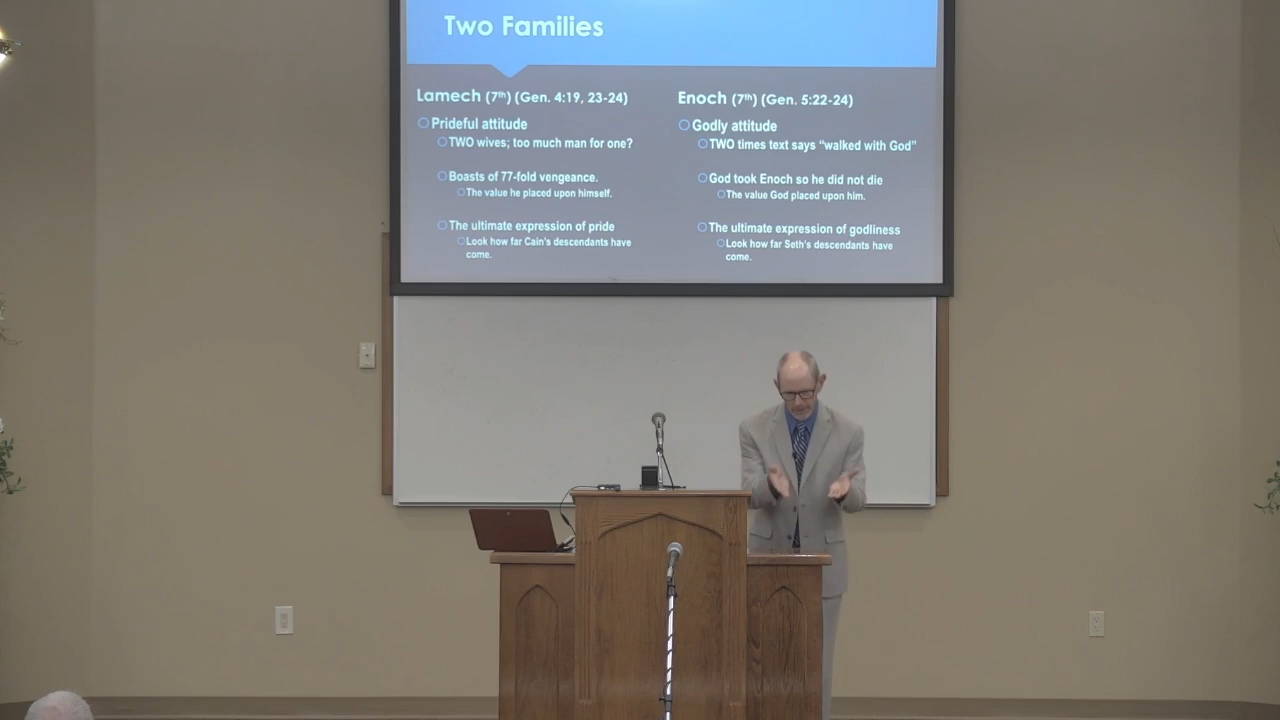 Two Families
Lamech (7th) (Gen. 4:19, 23-24)
Prideful attitude
TWO wives; too much man for one?
Boasts of 77-fold vengeance.
The value he placed upon himself.
The ultimate expression of pride
Look how far Cain's descendants have
come.
Enoch (7th) (Gen. 5:22-24)
Godly attitude
TWO times text says “walked with God”
God took Enoch so he did not die
The value God placed upon him.
The ultimate expression of godliness
Look how far Seth's descendants have
come.